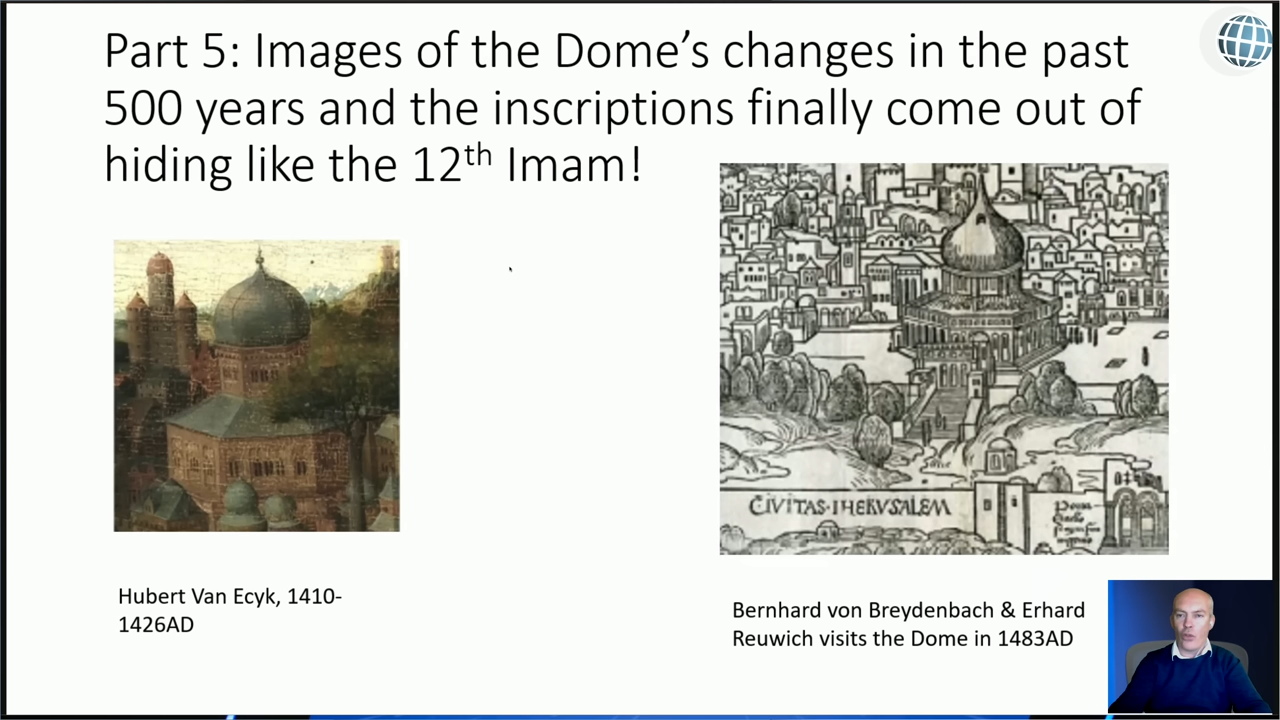 Part 5: Images of the Dome’s changes in the past
500 years and the inscriptions finally come out of
hiding like the 12th Imam!
CIVITAS·IHERVSALEM
Hubert Van Ecyk, 1410-
1426AD
Bernhard von Breydenbach & Erhard
Reuwich visits the Dome in 1483AD